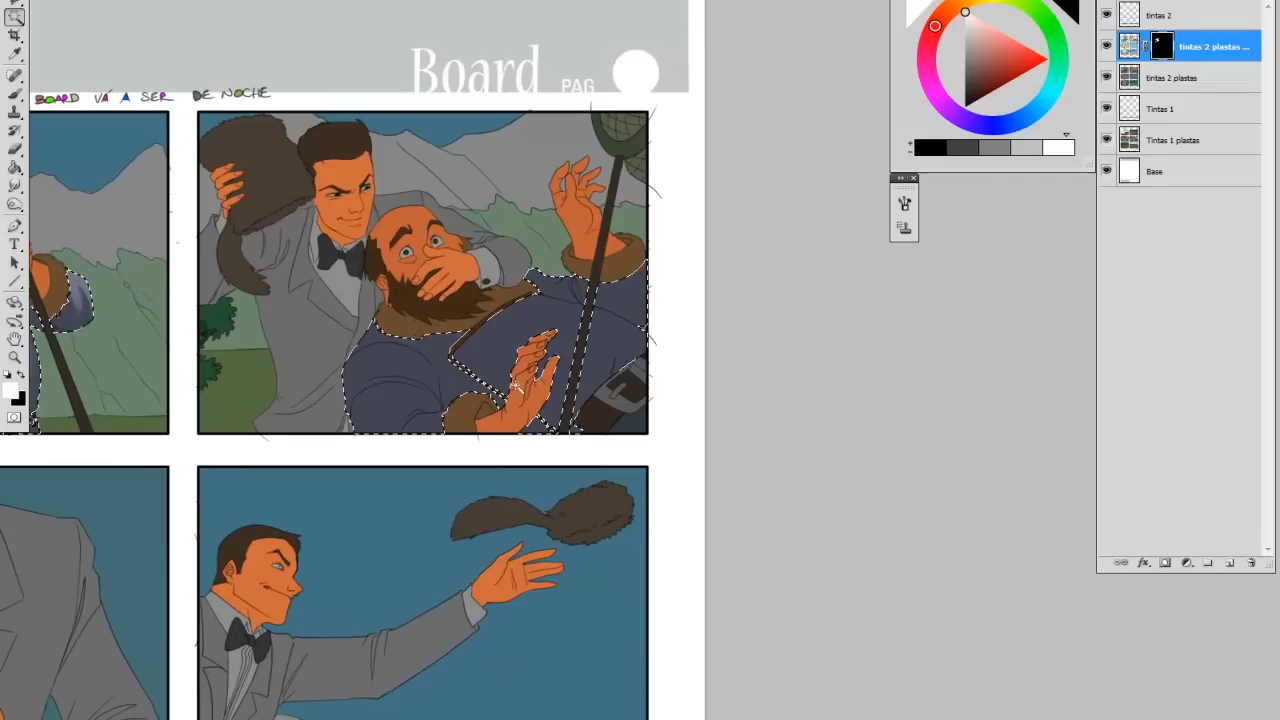 tintas 2
tintas 2 plastas ...
Board PAG
tintas 2 plastas
BOARD VÁ A SER DE NOCHE
Tintas 1
Tintas 1 plastas
Base